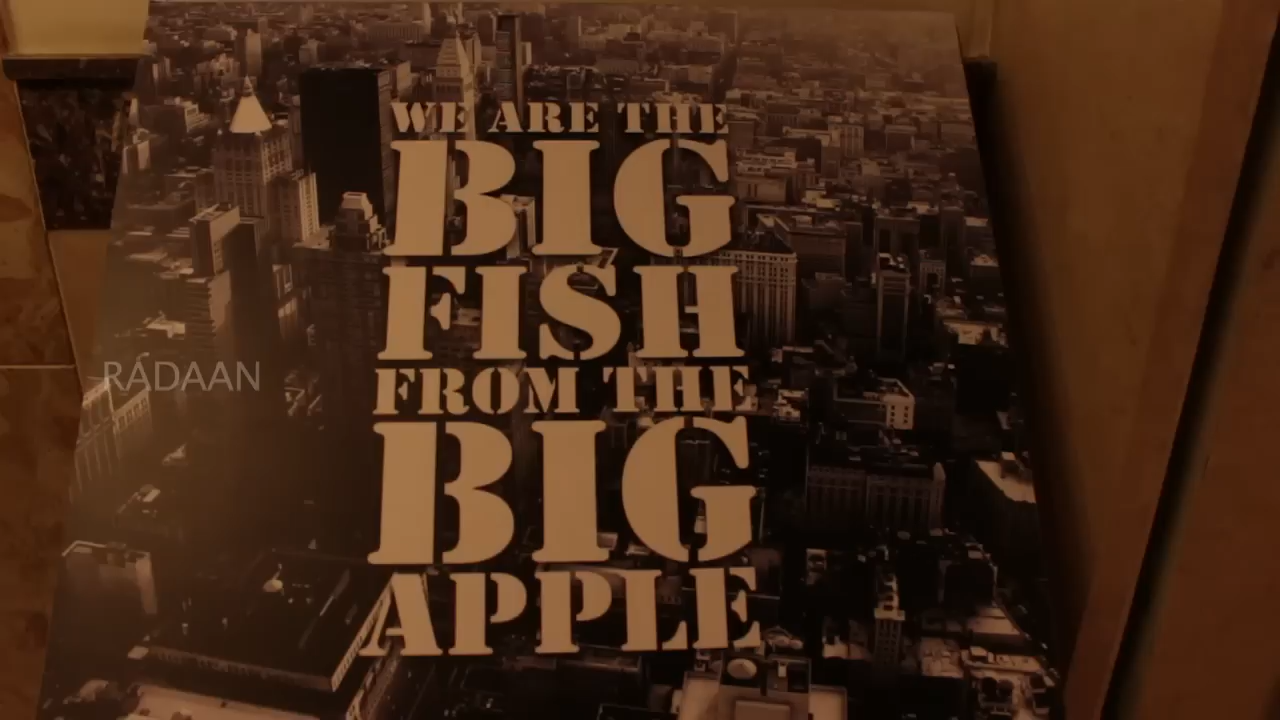 WE ARE THE
BIG
FISH
FROM THE
BIG
APPLE
RADAAN